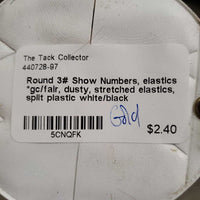 The Tack Collector
440728-97
Round 3# Show Numbers, elastics
*gc/fair, dusty, stretched elastics,
split plastic white/black
Gold
5CNQFK
$2.40